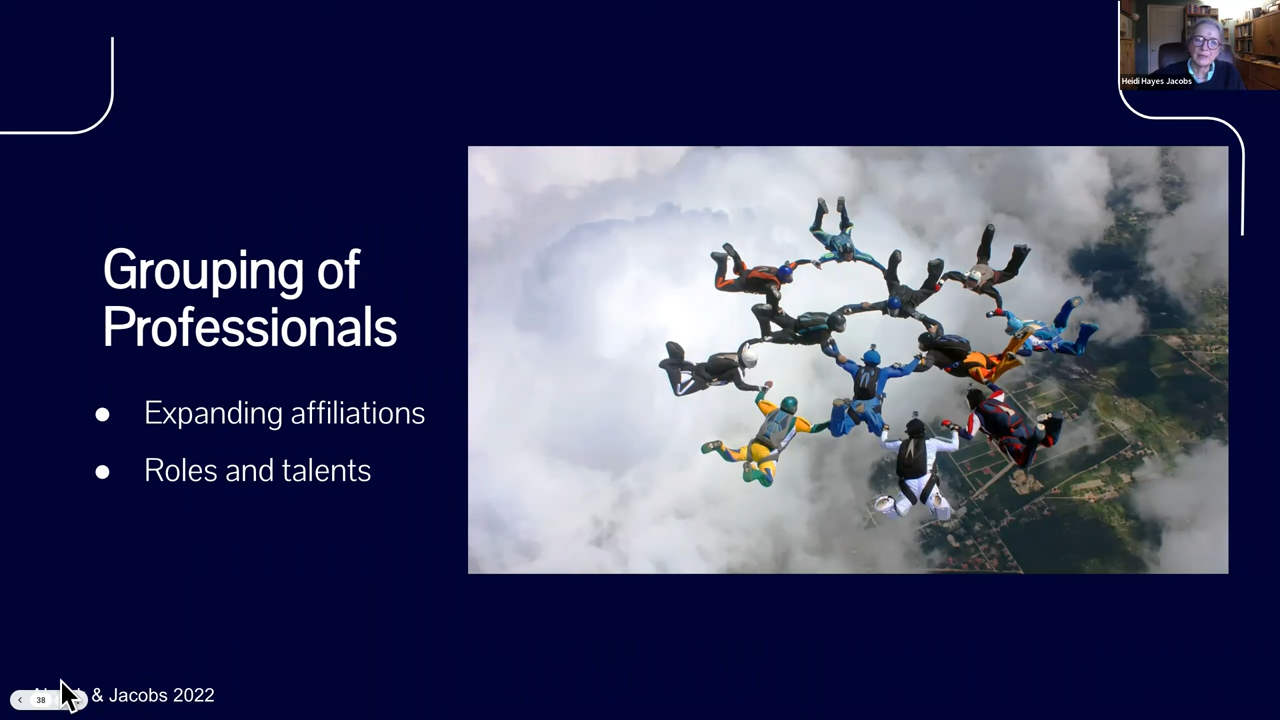 Heidi Hayes Jacobs
Grouping of
Professionals
● Expanding affiliations
● Roles and talents
& Jacobs 2022
38